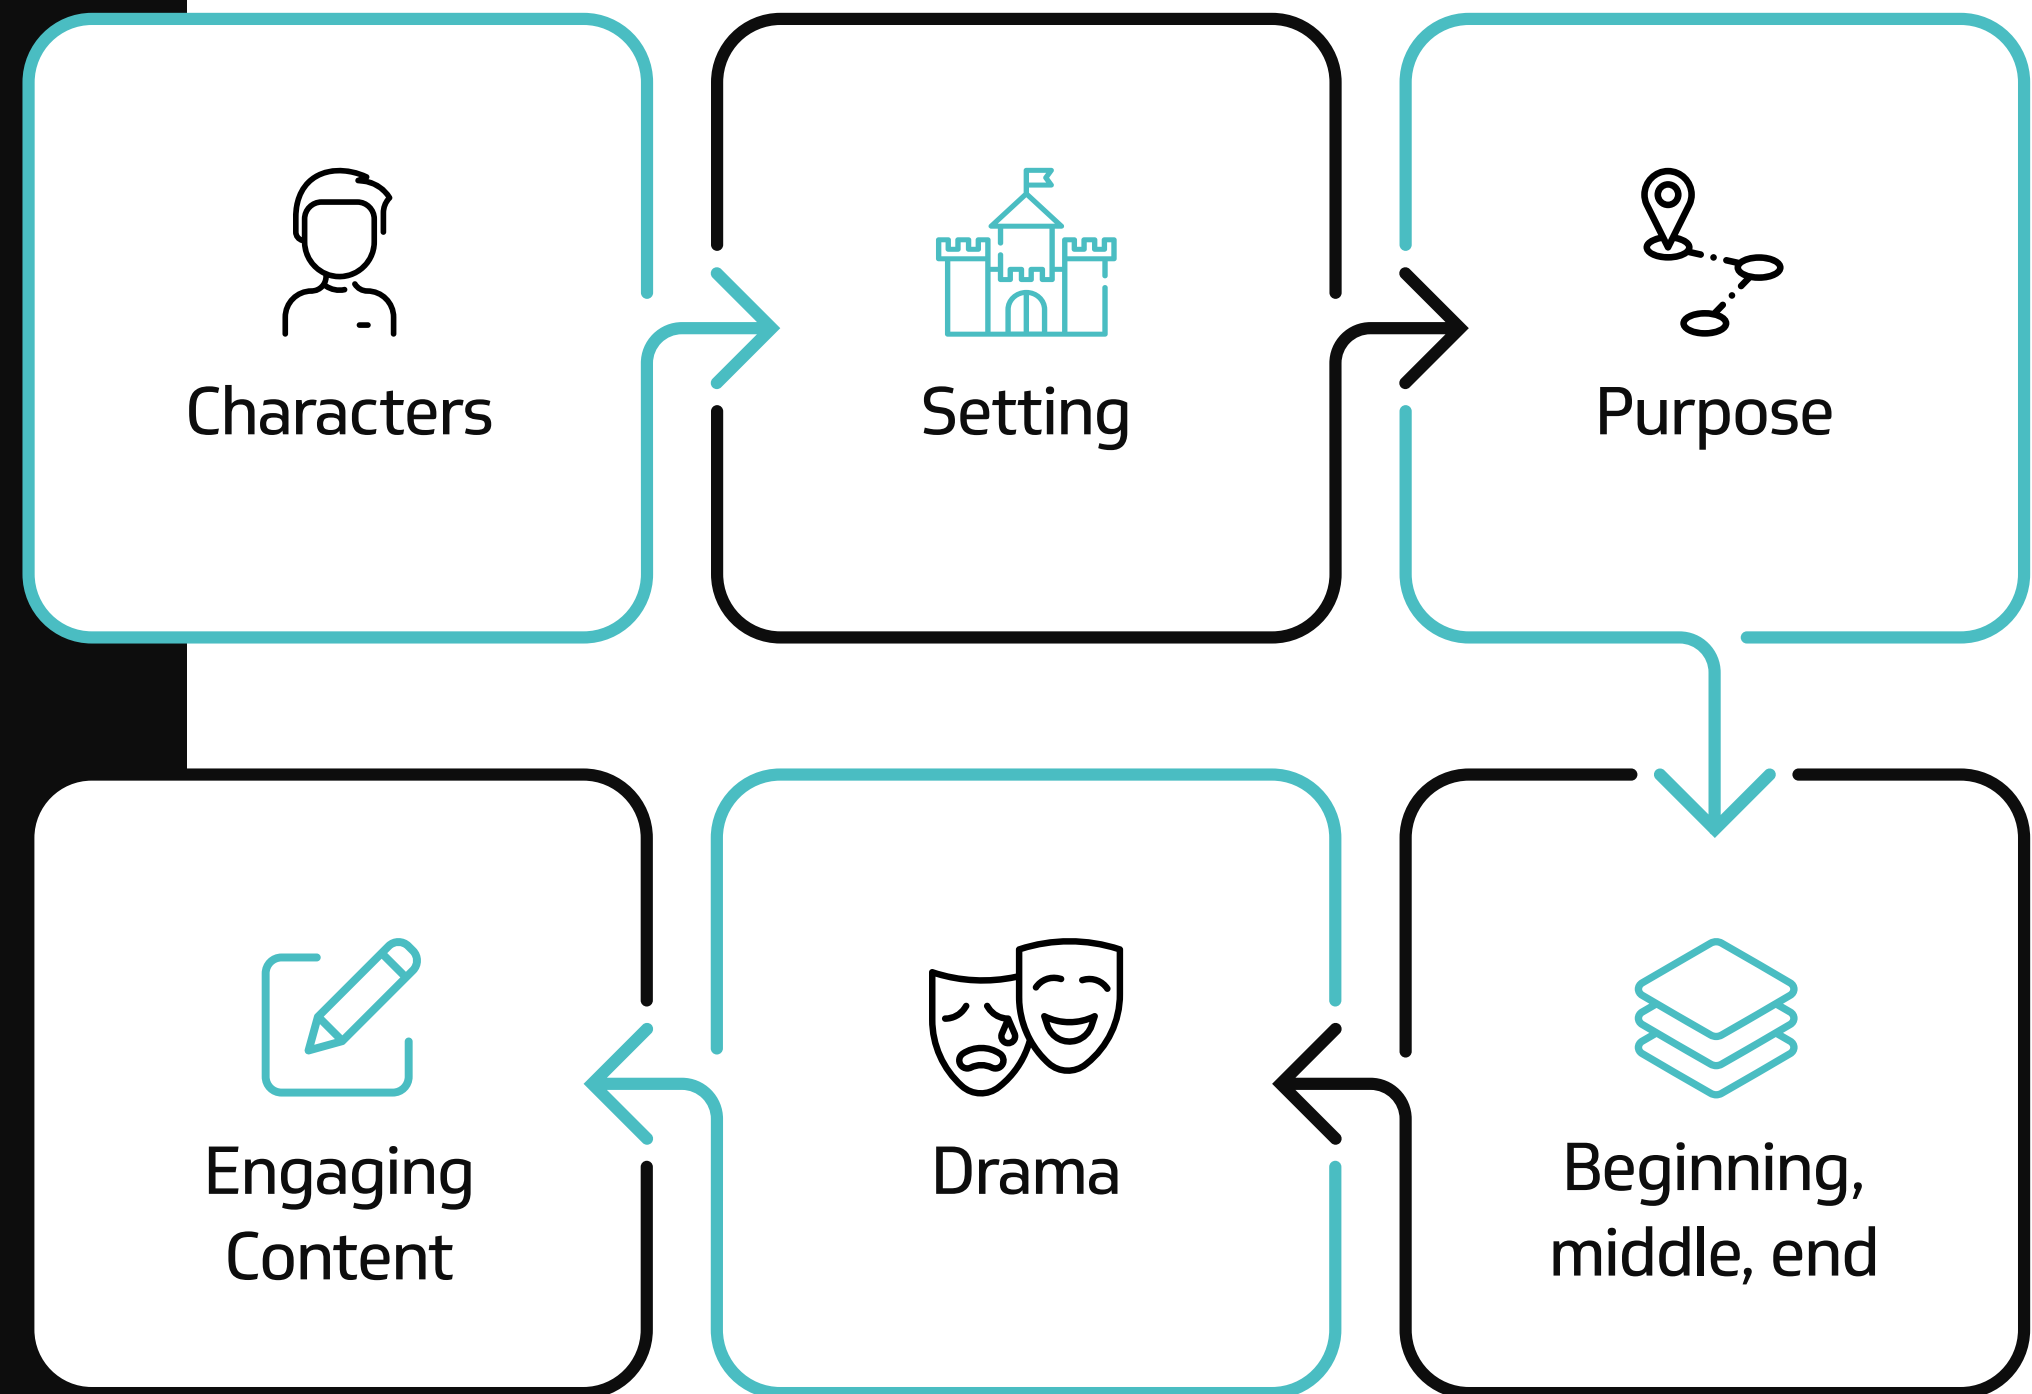 Characters
Setting
Purpose
Beginning,
middle, end
Drama
Engaging
Content